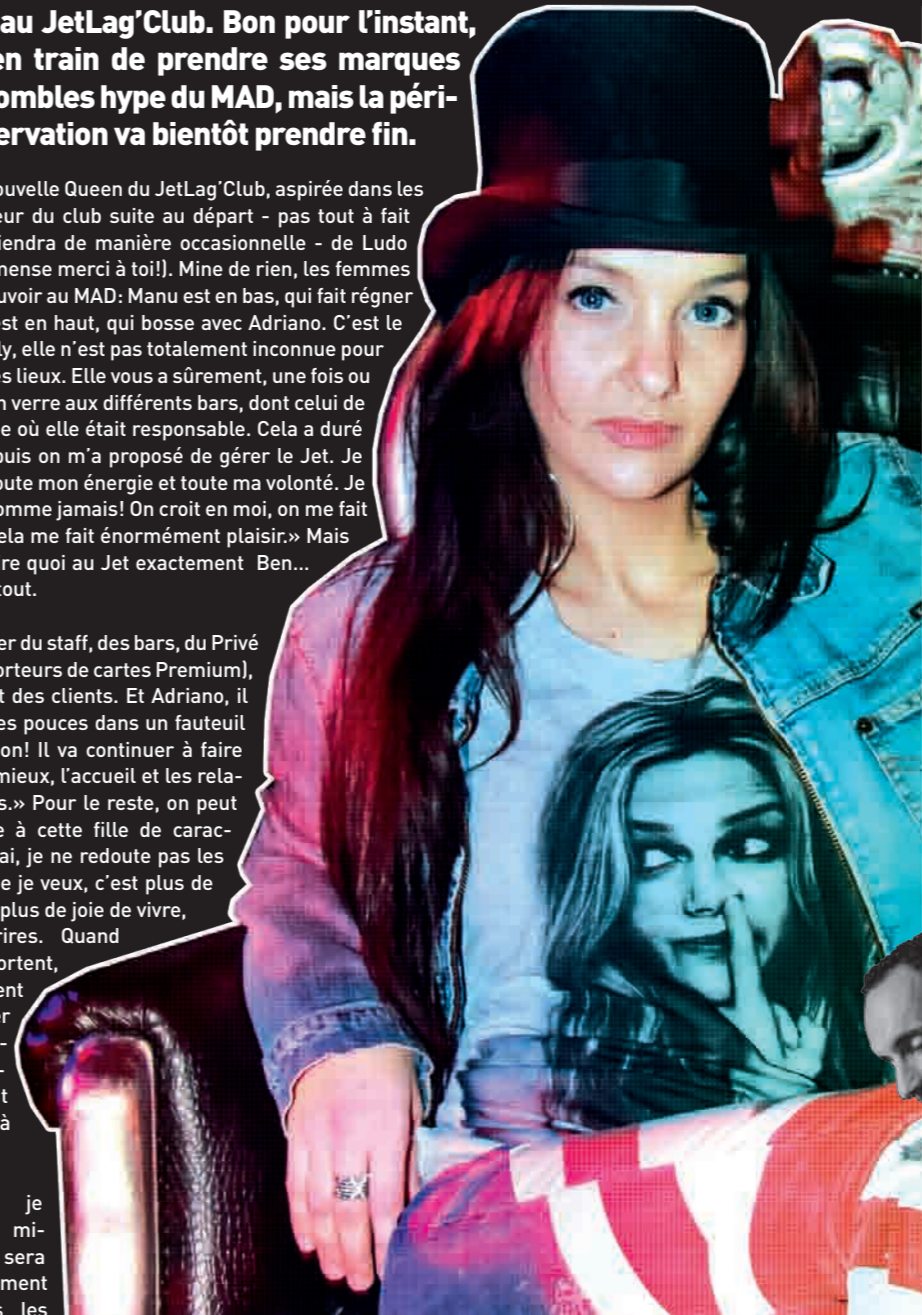 au JetLag'Club. Bon pour l'instant,
en train de prendre ses marques
ombles hype du MAD, mais la péri-
ervation va bientôt prendre fin.
ouvelle Queen du JetLag'Club, aspirée dans les
eur du club suite au départ - pas tout à fait
iendra de manière occasionnelle - de Ludo
mense merci à toi!). Mine de rien, les femmes
uvoir au MAD: Manu est en bas, qui fait régner
est en haut, qui bosse avec Adriano. C'est le
ly, elle n'est pas totalement inconnue pour
es lieux. Elle vous a sûrement, une fois ou
n verre aux différents bars, dont celui de
e où elle était responsable. Cela a duré
puis on m'a proposé de gérer le Jet. Je
oute mon énergie et toute ma volonté. Je
omme jamais! On croit en moi, on me fait
ela me fait énormément plaisir.» Mais
re quoi au Jet exactement Ben...
tout.
er du staff, des bars, du Privé
orteurs de cartes Premium),
t des clients. Et Adriano, il
es pouces dans un fauteuil
on! Il va continuer à faire
mieux, l'accueil et les rela-
s.» Pour le reste, on peut
e à cette fille de carac-
ai, je ne redoute pas les
e je veux, c'est plus de
plus de joie de vivre,
rires. Quand
ortent,
ent
er
-
-
t
à
je
mi-
sera
ment
s les